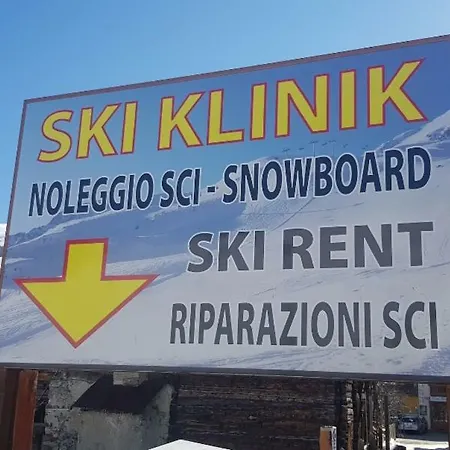 SKI KLINIK
NOLEGGIO SCI - SNOWBOARD
SKI RENT
RIPARAZIONI SCI